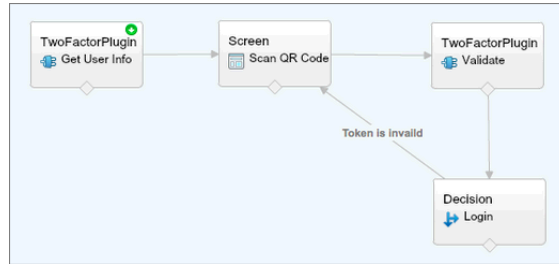 TwoFactorPlugin
Get User Info
Screen
Scan QR Code
TwoFactorPlugin
Validate
Token is invaild
Decision
Login